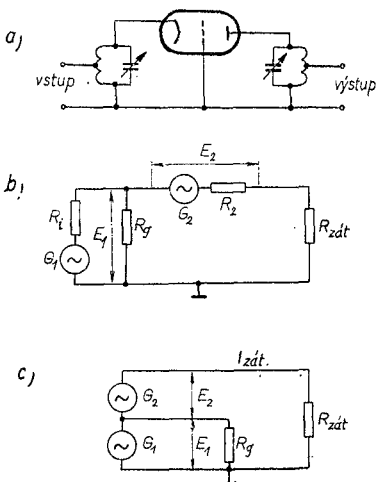 a)
vstup
výstup
b)
E2
Ri
E1
Rg
G2
R2
Rzát
G1
c)
Izát.
G2
E2
Rzát
G1
E1
Rg